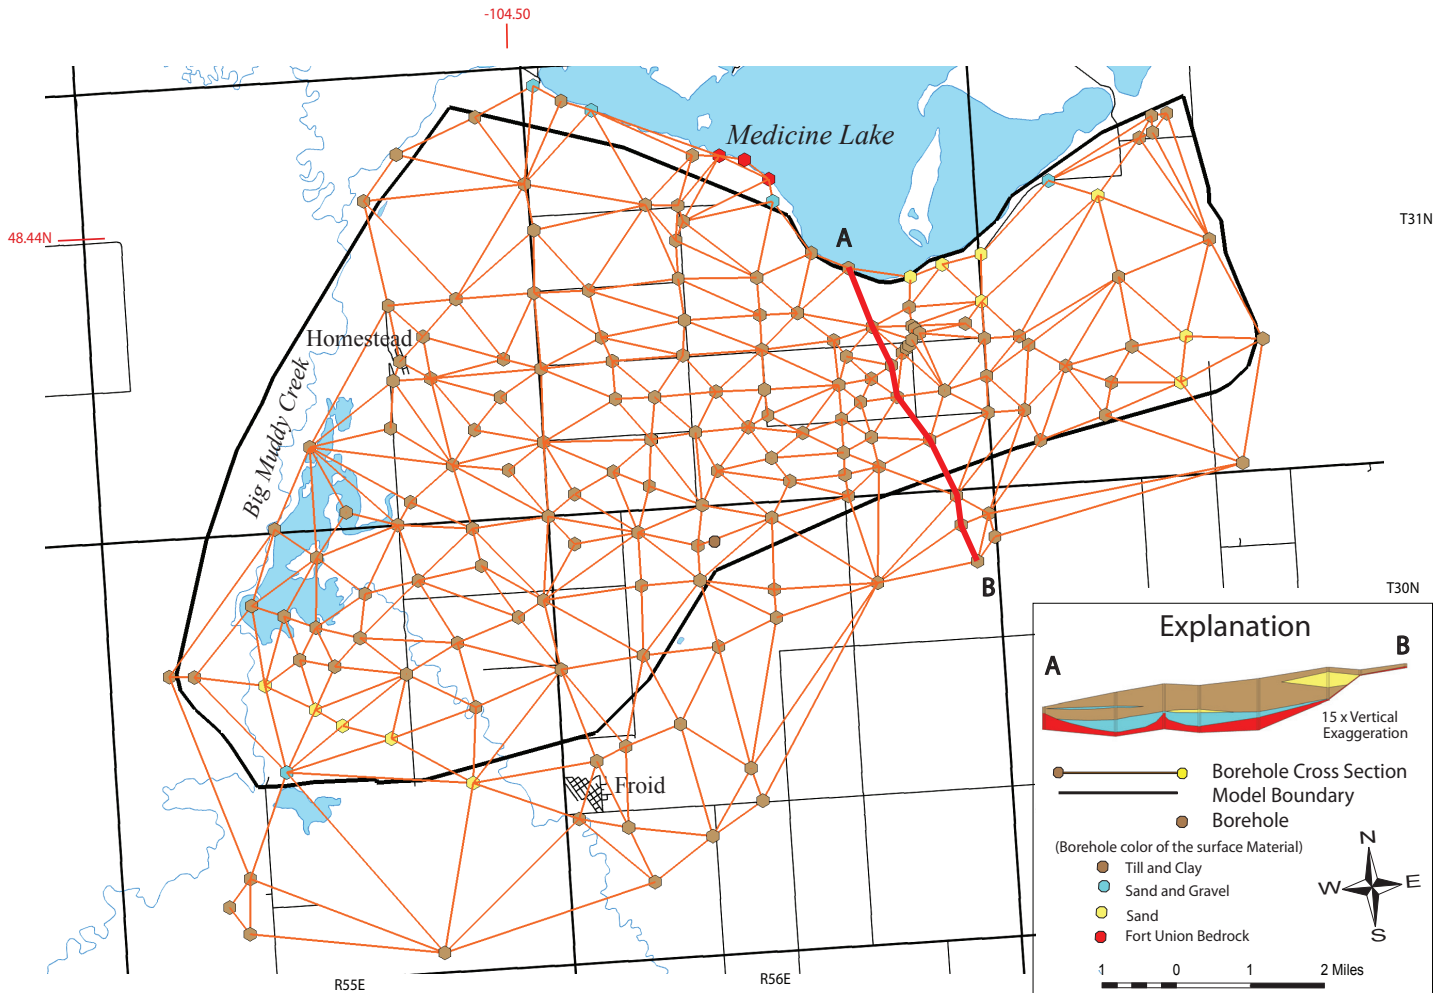 -104.50
Medicine Lake
T31N
48.44N
A
Homestead
Big Muddy Creek
B
T30N
Explanation
A
B
15 x Vertical
Exaggeration
Borehole Cross Section
Model Boundary
Borehole
(Borehole color of the surface Material)
Till and Clay
Sand and Gravel
Sand
Fort Union Bedrock
N
W
E
S
Froid
1 0 1 2 Miles
R55E
R56E